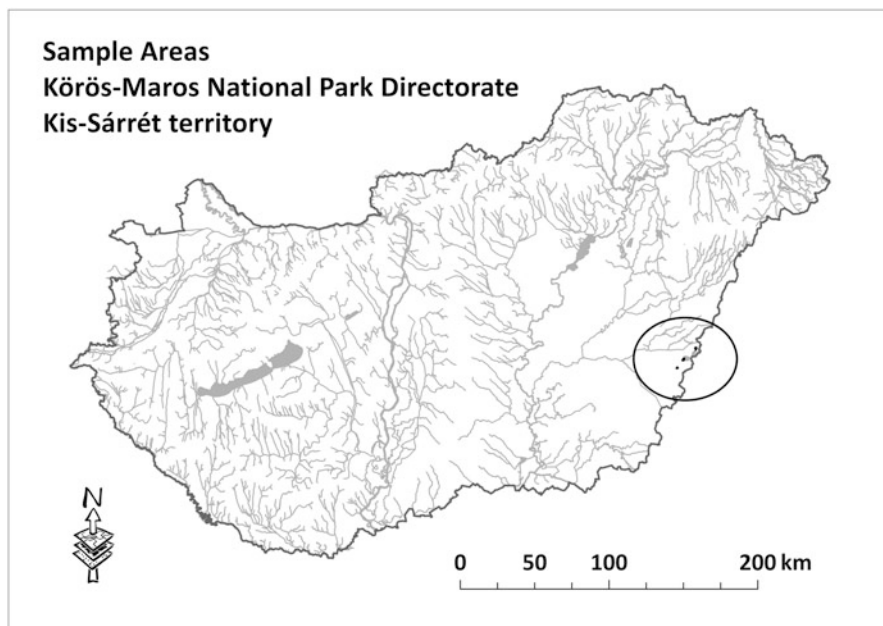 Sample Areas
Körös-Maros National Park Directorate
Kis-Sárrét territory
N
0 50 100 200 km